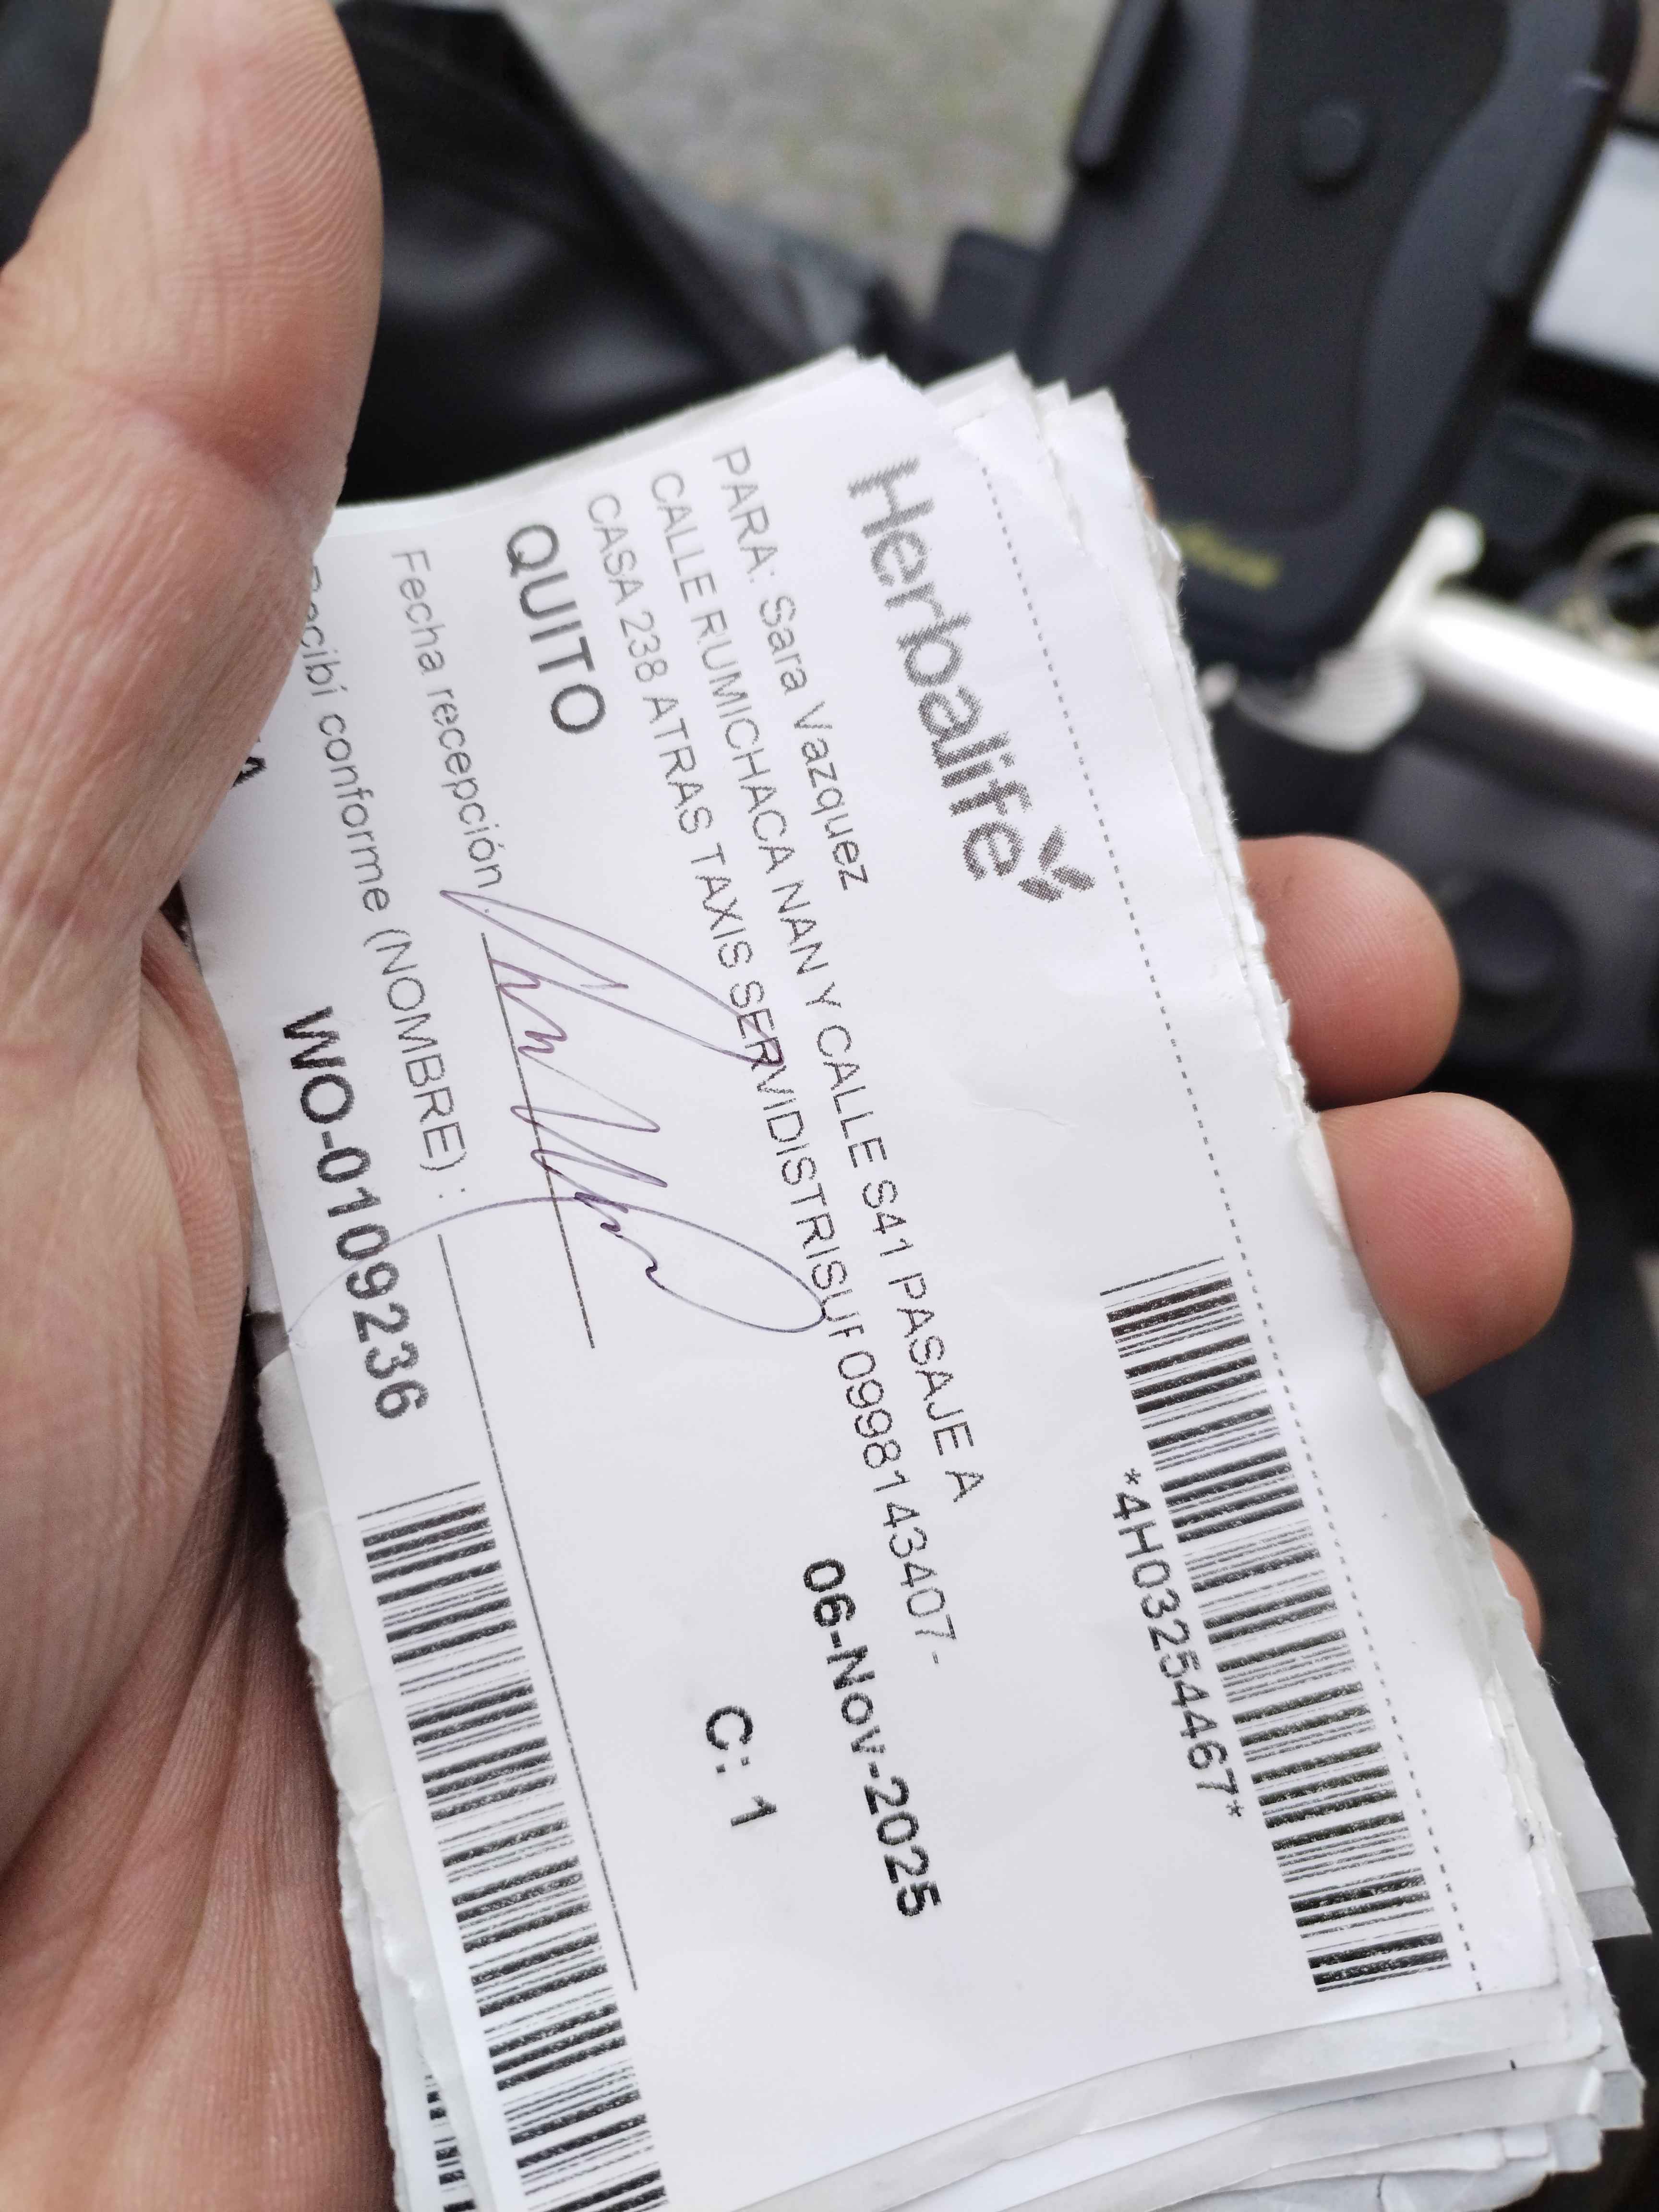 Herbalife
*4H03254467*
PARA: Sara Vazquez
CALLE RUMICHACA NAN Y CALLE S41 PASAJE A
CASA 238 ATRAS TAXIS SERVIDISTRISUR 0998143407-
QUITO
06-Nov-2025
Fecha recepción
C: 1
Recibí conforme (NOMBRE) :
WO-0109236